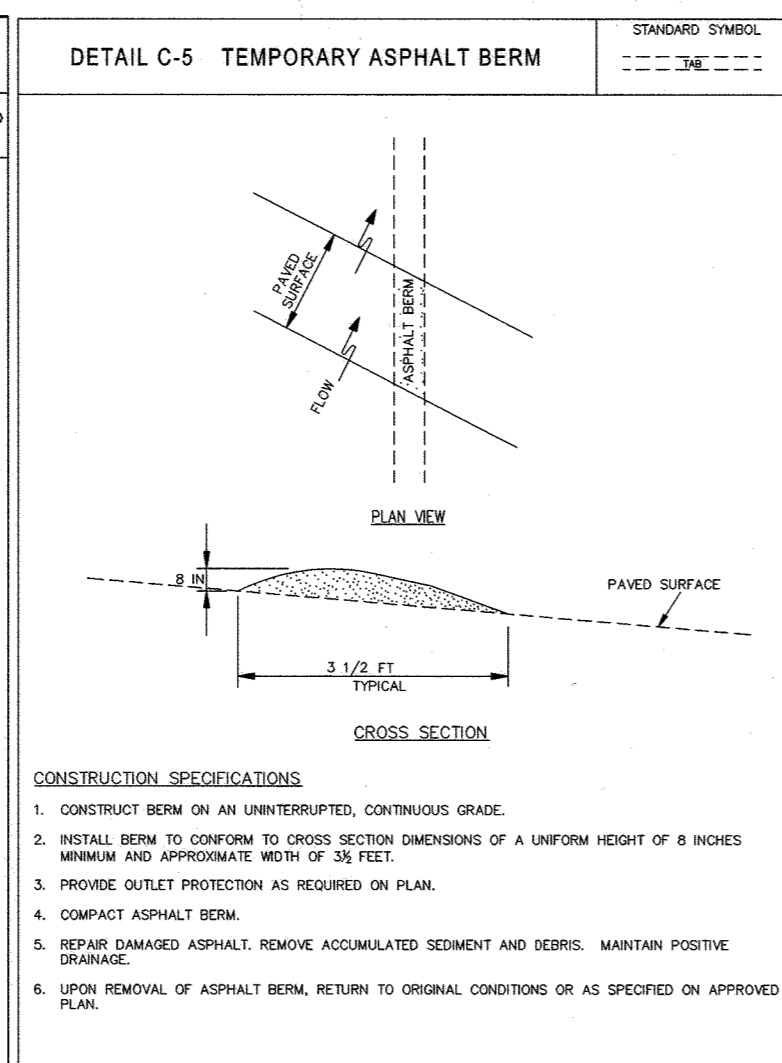 DETAIL C-5 TEMPORARY ASPHALT BERM
STANDARD SYMBOL
TAB
PAVED
SURFACE
FLOW
ASPHALT BERM
PLAN VIEW
8 IN
PAVED SURFACE
3 1/2 FT
TYPICAL
CROSS SECTION
CONSTRUCTION SPECIFICATIONS
1. CONSTRUCT BERM ON AN UNINTERRUPTED, CONTINUOUS GRADE.
2. INSTALL BERM TO CONFORM TO CROSS SECTION DIMENSIONS OF A UNIFORM HEIGHT OF 8 INCHES
MINIMUM AND APPROXIMATE WIDTH OF 3½ FEET.
3. PROVIDE OUTLET PROTECTION AS REQUIRED ON PLAN.
4. COMPACT ASPHALT BERM.
5. REPAIR DAMAGED ASPHALT. REMOVE ACCUMULATED SEDIMENT AND DEBRIS. MAINTAIN POSITIVE
DRAINAGE.
6. UPON REMOVAL OF ASPHALT BERM, RETURN TO ORIGINAL CONDITIONS OR AS SPECIFIED ON APPROVED
PLAN.